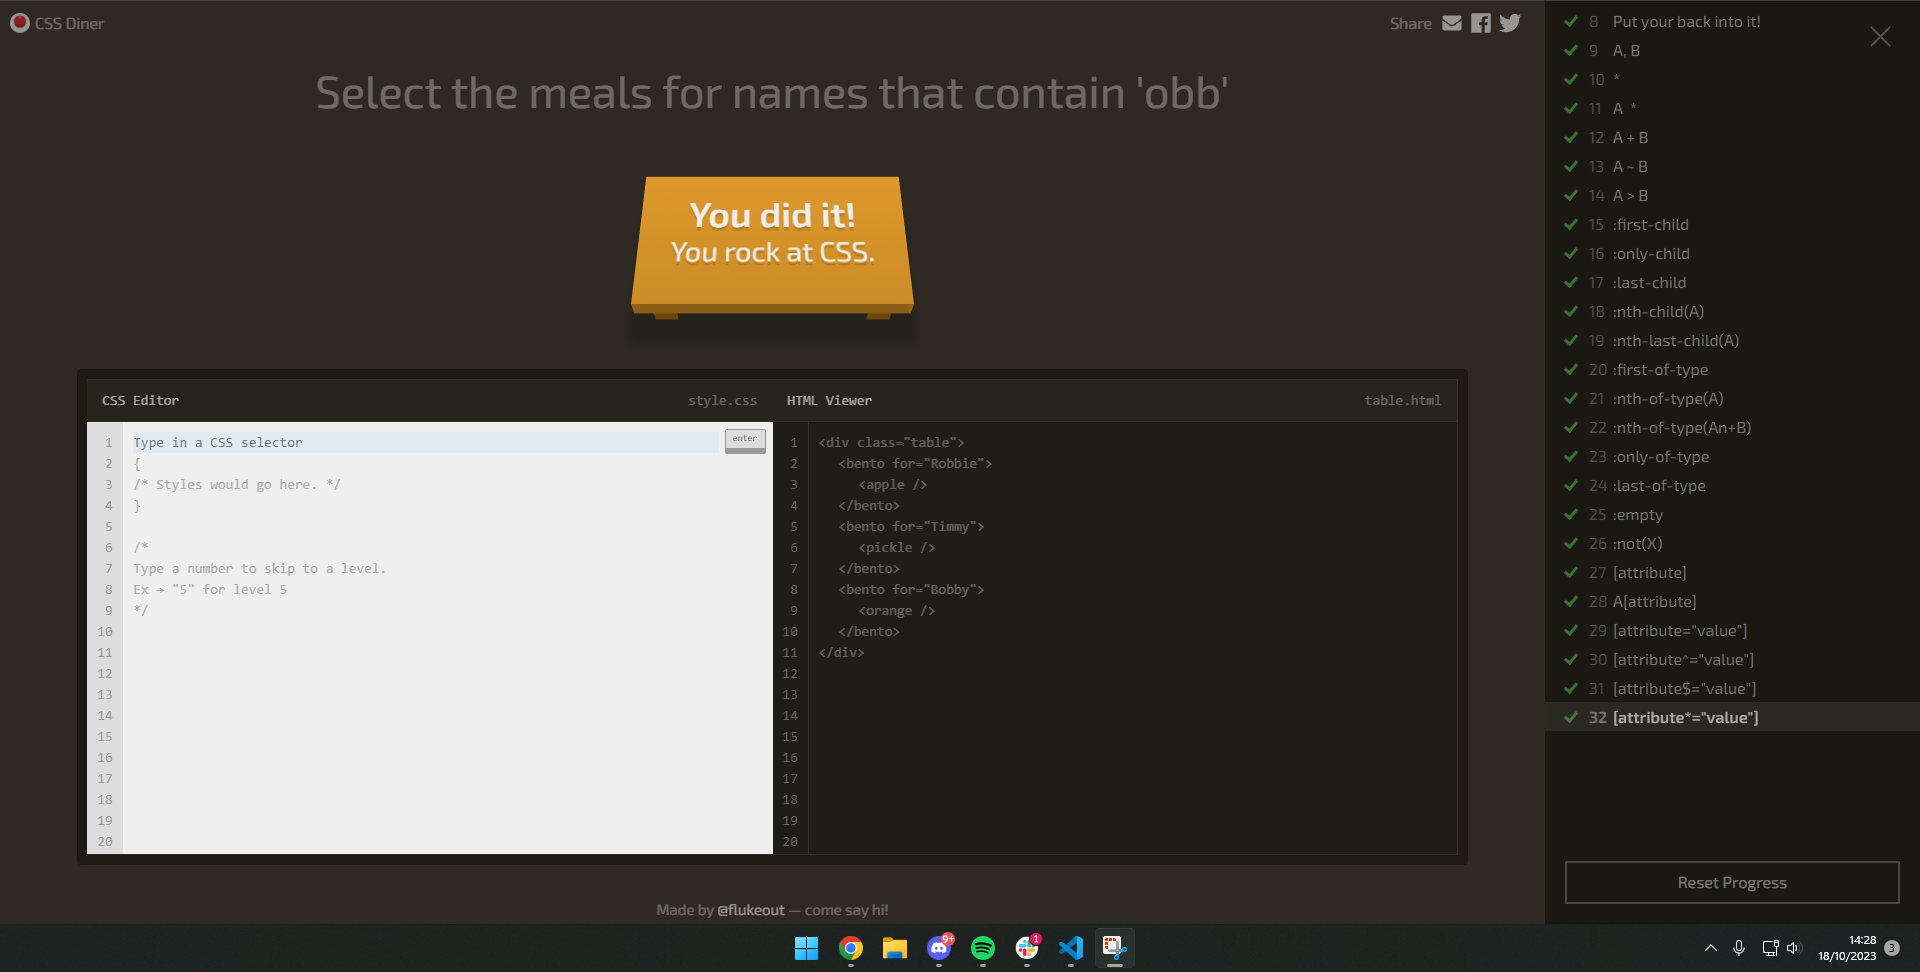 CSS Diner
Share
Select the meals for names that contain 'obb'
You did it!
You rock at CSS.
CSS Editor
style.css
1 Type in a CSS selector
enter
2 {
3 /* Styles would go here. */
4 }
5
6 /*
7 Type a number to skip to a level.
8 Ex → "5" for level 5
9 */
10
11
12
13
14
15
16
17
18
19
20
HTML Viewer
table.html
1 <div class="table">
2 <bento for="Robbie">
3 <apple />
4 </bento>
5 <bento for="Timmy">
6 <pickle />
7 </bento>
8 <bento for="Bobby">
9 <orange />
10 </bento>
11 </div>
12
13
14
15
16
17
18
19
20
Made by @flukeout — come say hi!
8 Put your back into it!
9 A, B
10 *
11 A *
12 A + B
13 A ~ B
14 A > B
15 :first-child
16 :only-child
17 :last-child
18 :nth-child(A)
19 :nth-last-child(A)
20 :first-of-type
21 :nth-of-type(A)
22 :nth-of-type(An+B)
23 :only-of-type
24 :last-of-type
25 :empty
26 :not(X)
27 [attribute]
28 A[attribute]
29 [attribute="value"]
30 [attribute^="value"]
31 [attribute$="value"]
32 [attribute*="value"]
Reset Progress
9+
1
14:28
18/10/2023
3